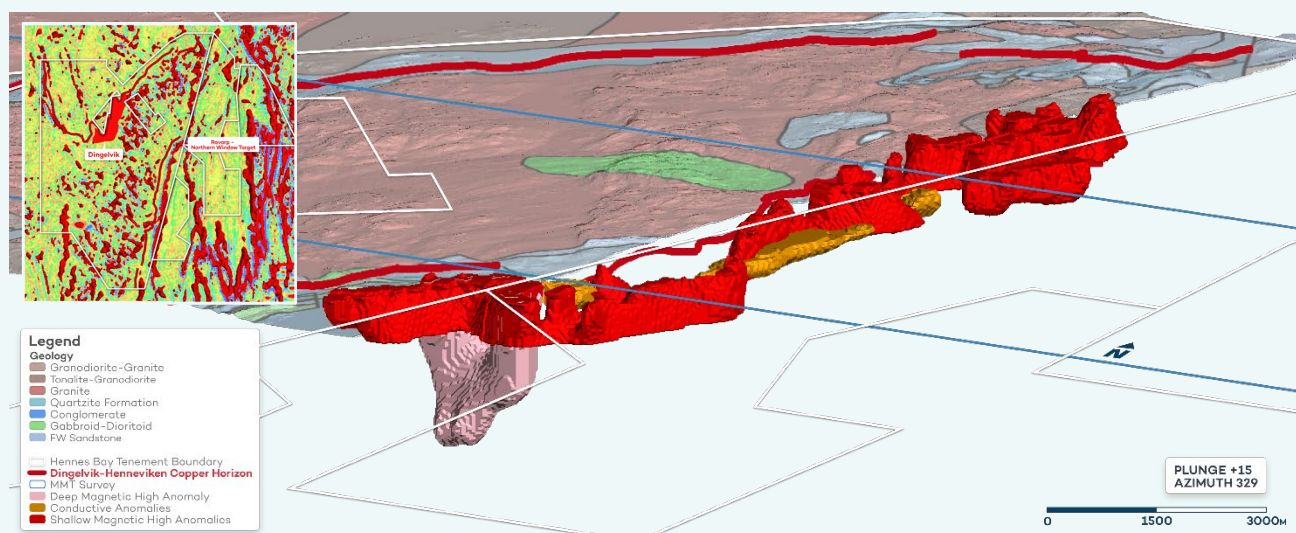 Dingelvik
Ravarp -
Northern Window Target
Legend
Geology
Granodiorite-Granite
Tonalite-Granodiorite
Granite
Quartzite Formation
Conglomerate
Gabbroid-Dioritoid
FW Sandstone
Hennes Bay Tenement Boundary
Dingelvik-Henneviken Copper Horizon
MMT Survey
Deep Magnetic High Anomaly
Conductive Anomalies
Shallow Magnetic High Anomalies
N
PLUNGE +15
AZIMUTH 329
0 1500 3000M